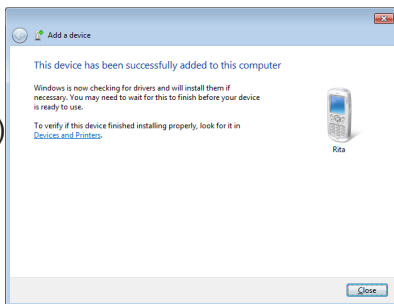 Add a device
This device has been successfully added to this computer
Windows is now checking for drivers and will install them if
necessary. You may need to wait for this to finish before your device
is ready to use.
To verify if this device finished installing properly, look for it in
Devices and Printers.
Rita
Close